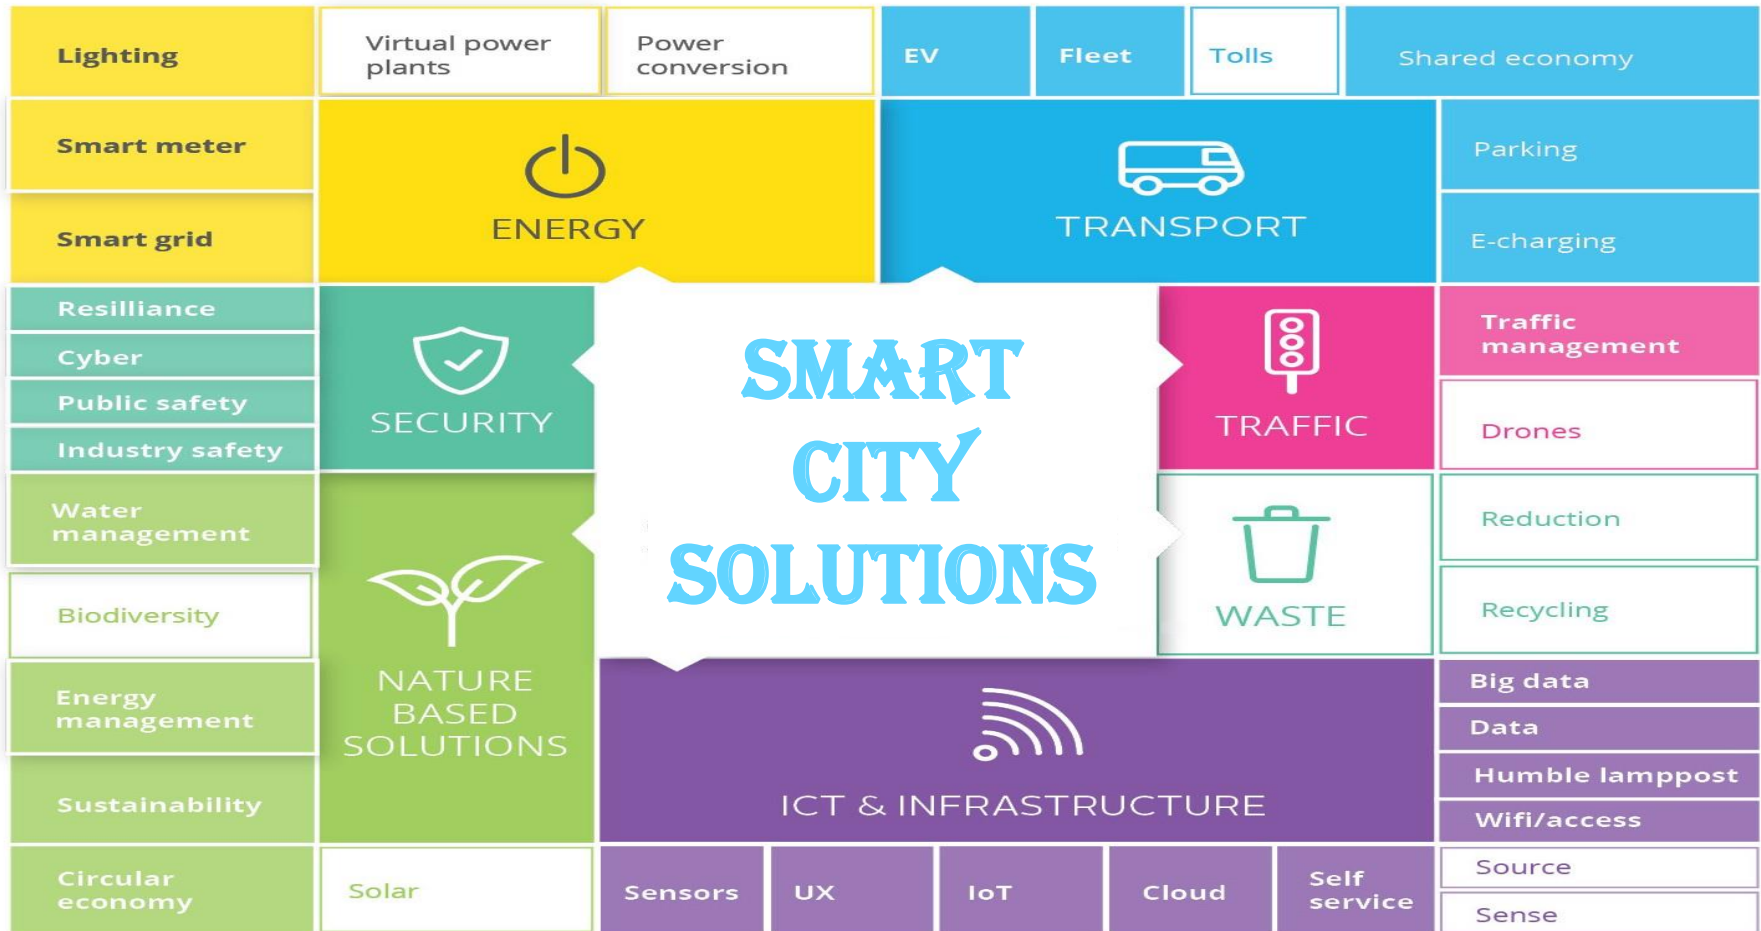 Lighting
Virtual power
plants
Power
conversion
EV
Fleet
Tolls
Shared economy
Smart meter
Smart grid
ENERGY
TRANSPORT
Parking
E-charging
Resilliance
Cyber
Public safety
Industry safety
SECURITY
SMART
CITY
SOLUTIONS
TRAFFIC
Traffic
management
Drones
Water
management
Biodiversity
Energy
management
Sustainability
Circular
economy
NATURE
BASED
SOLUTIONS
Solar
WASTE
Reduction
Recycling
ICT & INFRASTRUCTURE
Big data
Data
Humble lamppost
Wifi/access
Source
Sense
Sensors
UX
IoT
Cloud
Self
service